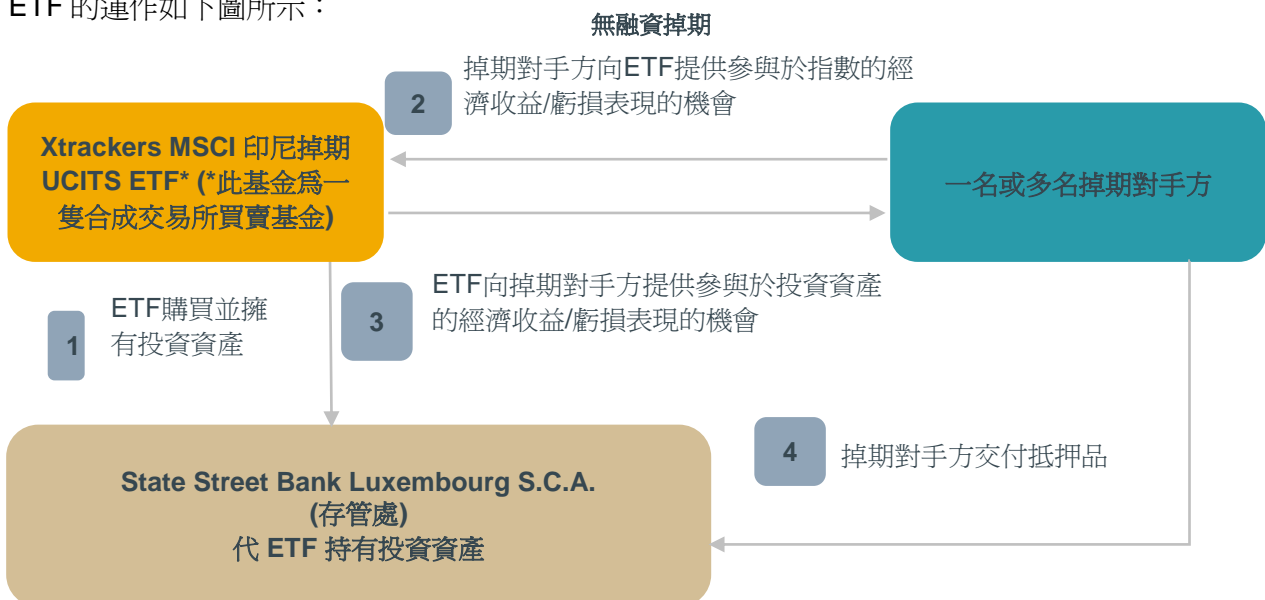 ETF 的運作如下圖所示：
無融資掉期
2
掉期對手方向ETF提供參與於指數的經
濟收益/虧損表現的機會
Xtrackers MSCI 印尼掉期
UCITS ETF* (*此基金爲一
隻合成交易所買賣基金)
一名或多名掉期對手方
1
ETF購買並擁
有投資資產
3
ETF向掉期對手方提供參與於投資資產
的經濟收益/虧損表現的機會
4
掉期對手方交付抵押品
State Street Bank Luxembourg S.C.A.
(存管處)
代 ETF 持有投資資產